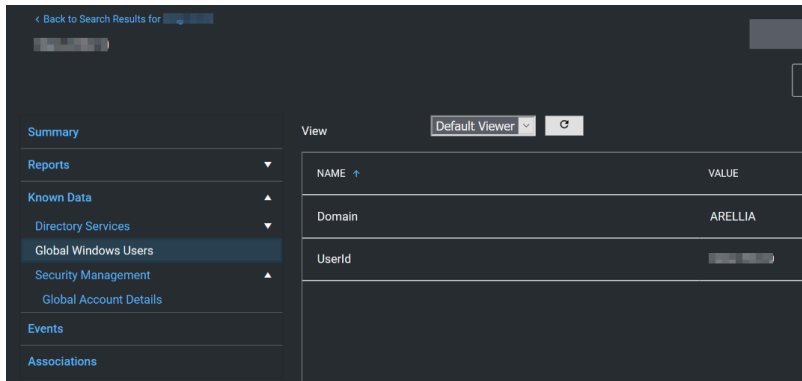 < Back to Search Results for
Summary
Reports
Known Data
Directory Services
Global Windows Users
Security Management
Global Account Details
Events
Associations
View
Default Viewer
NAME ↑
VALUE
Domain
ARELLIA
UserId